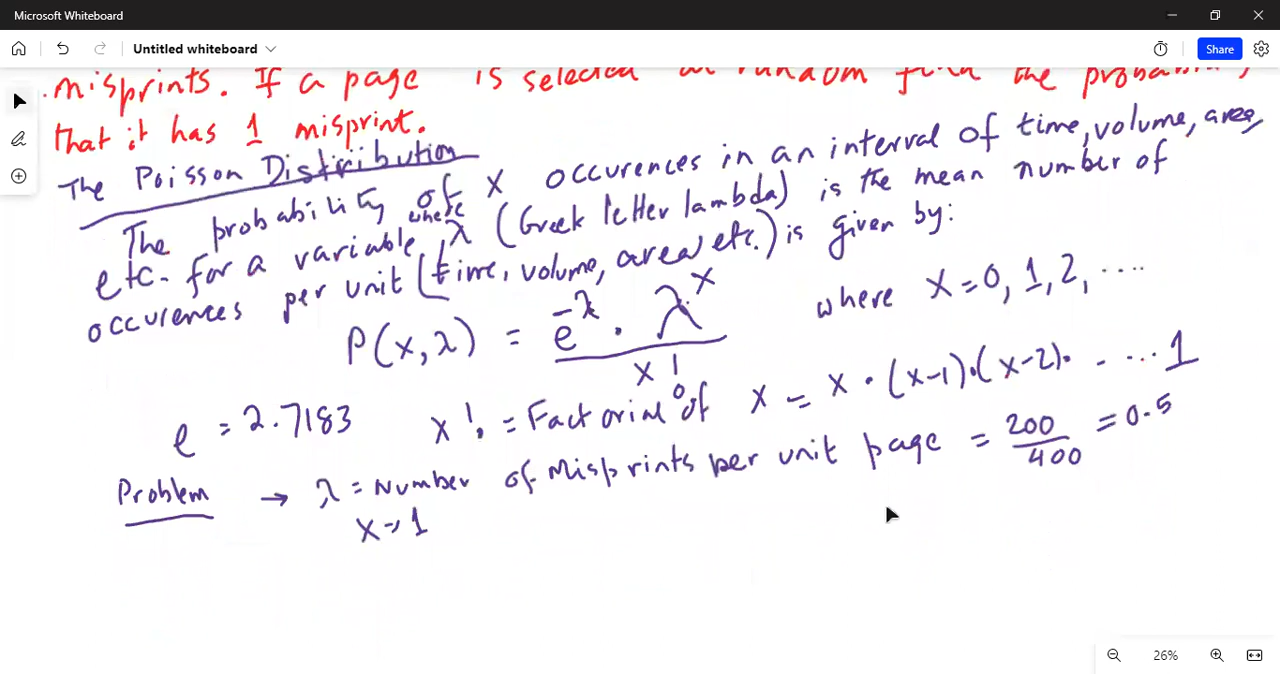 Microsoft Whiteboard
Untitled whiteboard
Share
misprints. If a page is selected at random find the
that it has 1 misprint.
The Poisson Distribution
The probability of X occurences in an interval of time, volume, area,
etc. for a variable, where λ (Greek letter lambda) is the mean number of
occurences per unit (time, volume, area etc.) is given by:
P(x, λ) = e^-λ . λ^x / x! where X = 0, 1, 2, ....
e = 2.7183 x! = Factorial of x = x . (x-1).(x-2). .... 1
Problem → λ = Number of Misprints per unit page = 200/400 = 0.5
X → 1
26%